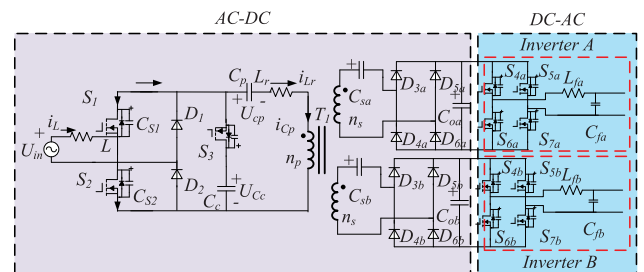 AC-DC
DC-AC
Inverter A
S1
CS1
D1
Cp
Lr
iLr
Ucp
S3
iCp
T1
np
iL
Uin
L
S2
CS2
D2
Cc
UCc
Csa
ns
D3a
D5a
D4a
D6a
Coa
S4a
S5a
Lfa
S6a
S7a
Cfa
Csb
ns
D3b
D5b
D4b
D6b
Cob
S4b
S5b
Lfb
S6b
S7b
Cfb
Inverter B